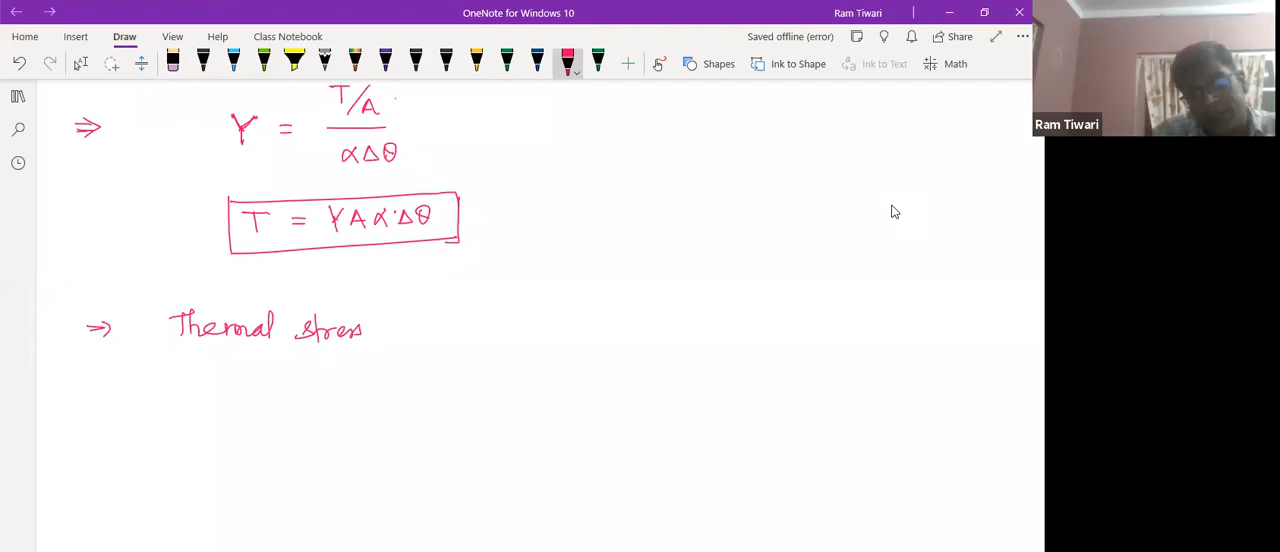 OneNote for Windows 10
Ram Tiwari
Home Insert Draw View Help Class Notebook
Saved offline (error)
Share
Shapes
Ink to Shape
Ink to Text
Math
Ram Tiwari
⇒ Y = T/A
αΔθ
T = YAα·Δθ
⇒ Thermal stress